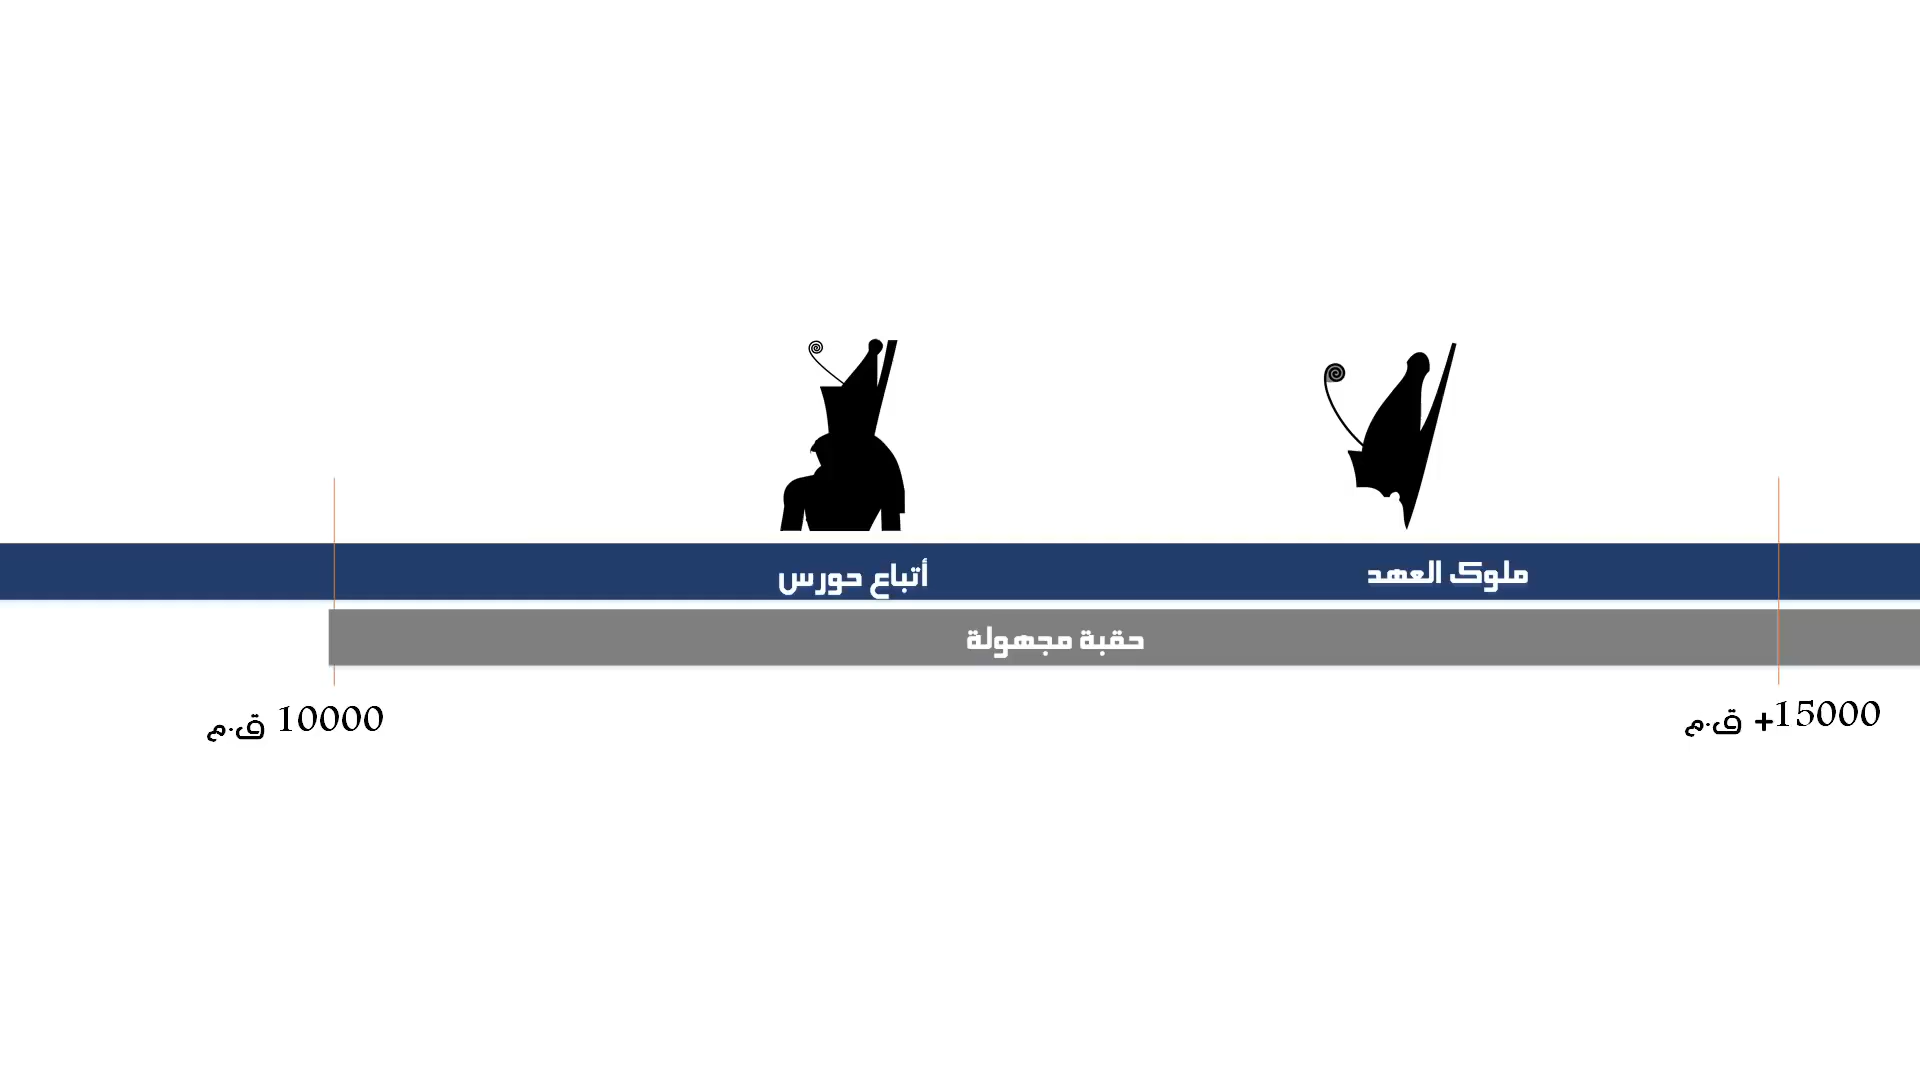 ملوك العهد
أتباع حورس
حقبة مجهولة
15000+ ق.م
10000 ق.م